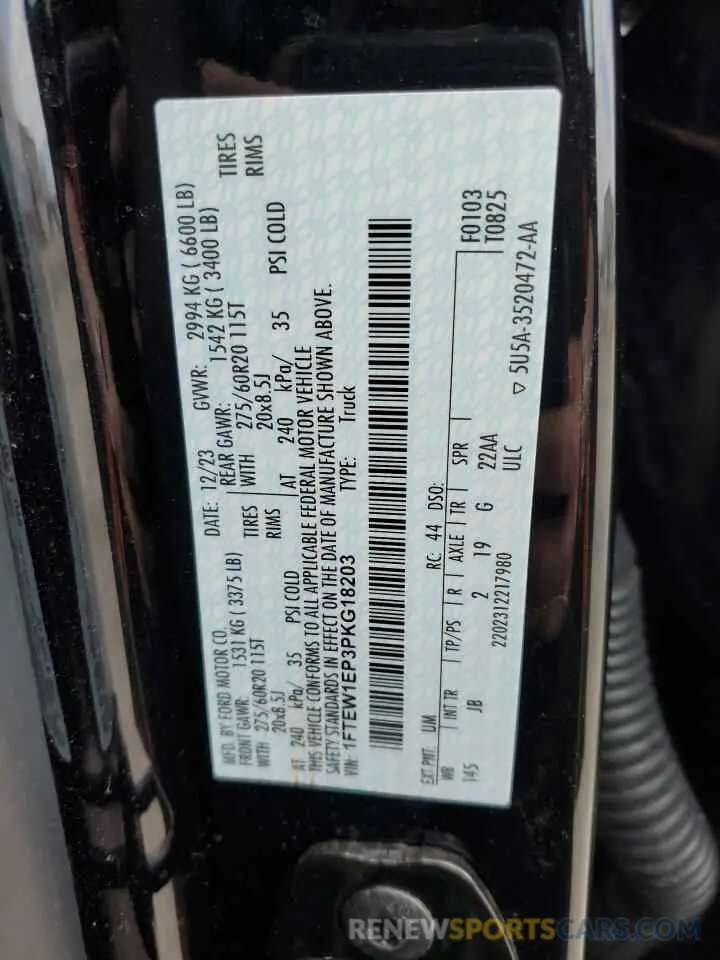 MFD. BY FORD MOTOR CO.
DATE: 12/23 GVWR: 2994 KG ( 6600 LB)
FRONT GAWR: 1531 KG ( 3375 LB) REAR GAWR: 1542 KG ( 3400 LB)
WITH 275/60R20 115T TIRES WITH 275/60R20 115T TIRES
20x8.5J RIMS 20x8.5J RIMS
AT 240 kPa/ 35 PSI COLD AT 240 kPa/ 35 PSI COLD
THIS VEHICLE CONFORMS TO ALL APPLICABLE FEDERAL MOTOR VEHICLE
SAFETY STANDARDS IN EFFECT ON THE DATE OF MANUFACTURE SHOWN ABOVE.
VIN: 1FTEW1EP3PKG18203 TYPE: Truck
EXT PNT: UM RC: 44 DSO: F0103
WB INT TR TP/PS R AXLE TR SPR T0825
145 JB 2 19 G 22AA
2202312217980 ULC ▽ 5U5A-3520472-AA
RENEWSPORTSCARS.COM